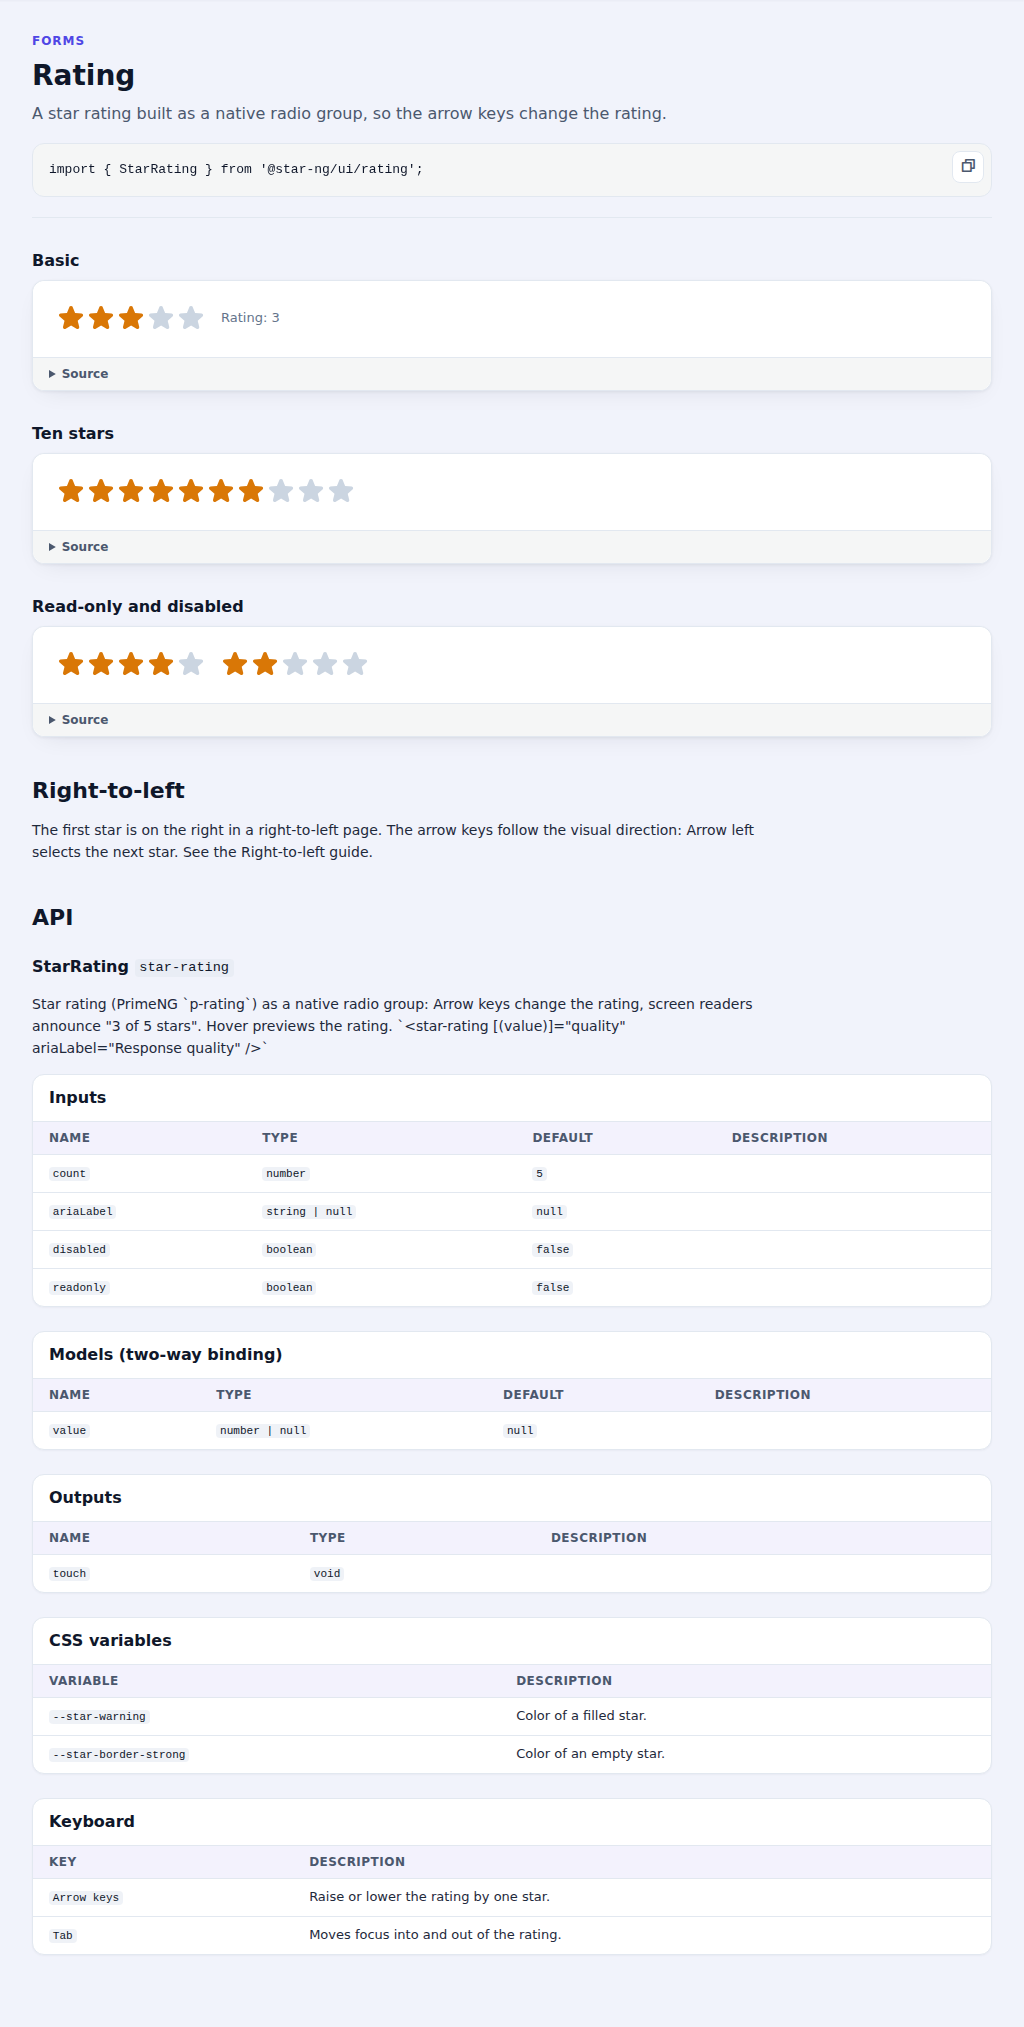 FORMS
Rating
A star rating built as a native radio group, so the arrow keys change the rating.
import { StarRating } from '@star-ng/ui/rating';
Basic
Rating: 3
Source
Ten stars
Source
Read-only and disabled
Source
Right-to-left
The first star is on the right in a right-to-left page. The arrow keys follow the visual direction: Arrow left
selects the next star. See the Right-to-left guide.
API
StarRating star-rating
Star rating (PrimeNG `p-rating`) as a native radio group: Arrow keys change the rating, screen readers
announce "3 of 5 stars". Hover previews the rating. `<star-rating [(value)]="quality"
ariaLabel="Response quality" />`
Inputs
NAME TYPE DEFAULT DESCRIPTION
count number 5
ariaLabel string | null null
disabled boolean false
readonly boolean false
Models (two-way binding)
NAME TYPE DEFAULT DESCRIPTION
value number | null null
Outputs
NAME TYPE DESCRIPTION
touch void
CSS variables
VARIABLE DESCRIPTION
--star-warning Color of a filled star.
--star-border-strong Color of an empty star.
Keyboard
KEY DESCRIPTION
Arrow keys Raise or lower the rating by one star.
Tab Moves focus into and out of the rating.